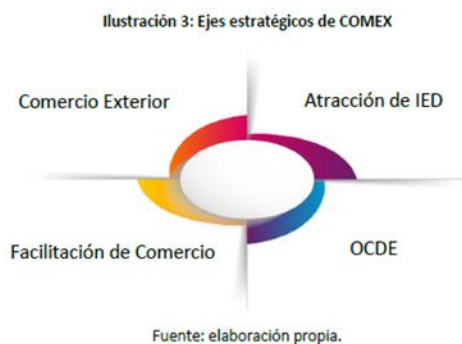 Ilustración 3: Ejes estratégicos de COMEX
Comercio Exterior
Atracción de IED
Facilitación de Comercio
OCDE
Fuente: elaboración propia.